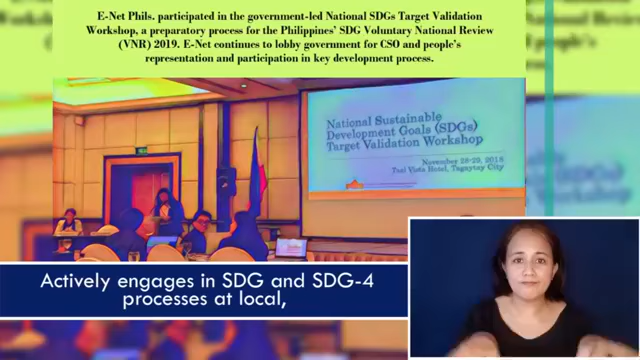 E-Net Phils. participated in the government-led National SDGs Target Validation
Workshop, a preparatory process for the Philippines' SDG Voluntary National Review
(VNR) 2019. E-Net continues to lobby government for CSO and people's
representation and participation in key development process.
National Sustainable
Development Goals (SDGs)
Target Validation Workshop
November 28-29, 2018
Taal Vista Hotel, Tagaytay City
Actively engages in SDG and SDG-4
processes at local,